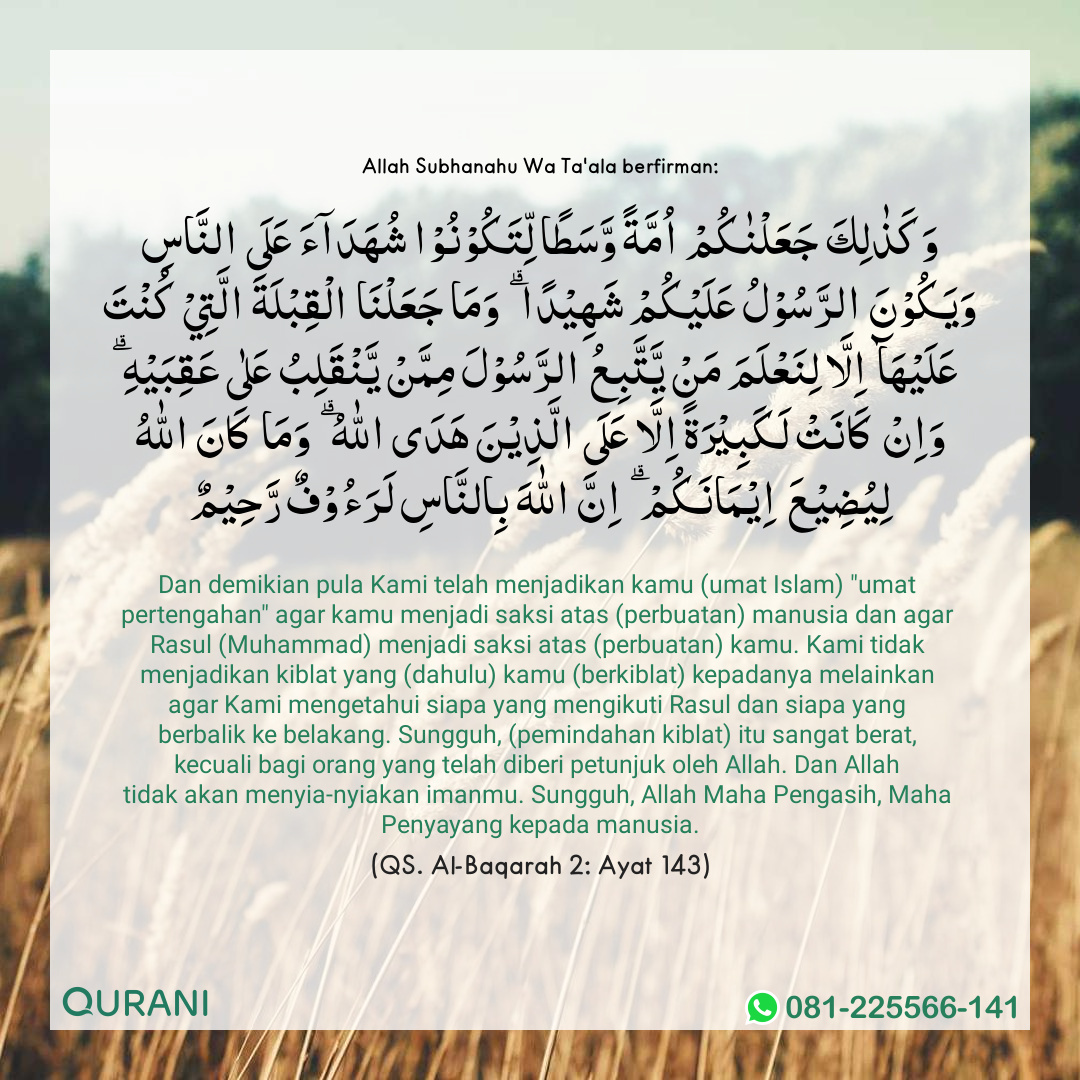 Allah Subhanahu Wa Ta'ala berfirman:
وَكَذٰلِكَ جَعَلْنٰكُمْ اُمَّةً وَّسَطًا لِّتَكُوْنُوْا شُهَدَآءَ عَلَى النَّاسِ
وَيَكُوْنَ الرَّسُوْلُ عَلَيْكُمْ شَهِيْدًا ۗ وَمَا جَعَلْنَا الْقِبْلَةَ الَّتِيْ كُنْتَ
عَلَيْهَاۤ اِلَّا لِنَعْلَمَ مَنْ يَّتَّبِعُ الرَّسُوْلَ مِمَّنْ يَّنْقَلِبُ عَلٰى عَقِبَيْهِ ۗ
وَاِنْ كَانَتْ لَكَبِيْرَةً اِلَّا عَلَى الَّذِيْنَ هَدَى اللّٰهُ ۗ وَمَا كَانَ اللّٰهُ
لِيُضِيْعَ اِيْمَانَكُمْ ۗ اِنَّ اللّٰهَ بِالنَّاسِ لَرَءُوْفٌ رَّحِيْمٌ
Dan demikian pula Kami telah menjadikan kamu (umat Islam) "umat
pertengahan" agar kamu menjadi saksi atas (perbuatan) manusia dan agar
Rasul (Muhammad) menjadi saksi atas (perbuatan) kamu. Kami tidak
menjadikan kiblat yang (dahulu) kamu (berkiblat) kepadanya melainkan
agar Kami mengetahui siapa yang mengikuti Rasul dan siapa yang
berbalik ke belakang. Sungguh, (pemindahan kiblat) itu sangat berat,
kecuali bagi orang yang telah diberi petunjuk oleh Allah. Dan Allah
tidak akan menyia-nyiakan imanmu. Sungguh, Allah Maha Pengasih, Maha
Penyayang kepada manusia.
(QS. Al-Baqarah 2: Ayat 143)
QURANI
081-225566-141